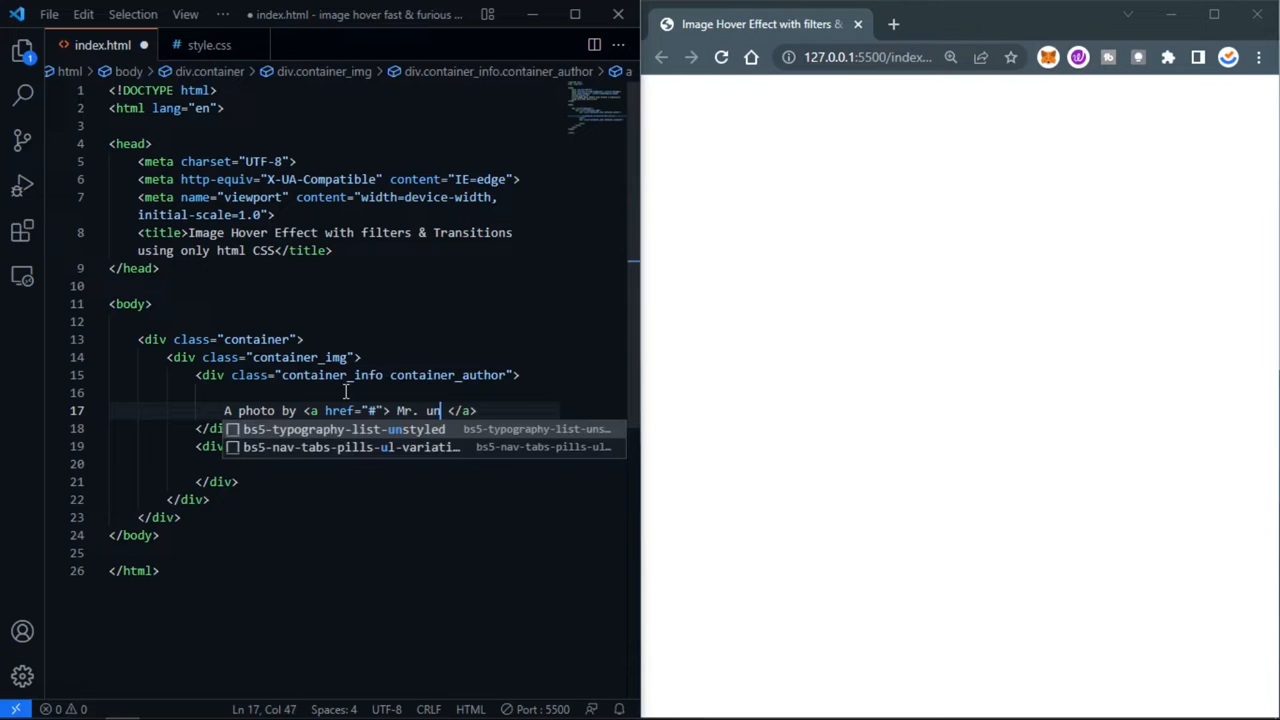 File Edit Selection View ··· ● index.html - image hover fast & furious ...
index.html ● style.css
html > body > div.container > div.container_img > div.container_info.container_author > a
1 <!DOCTYPE html>
2 <html lang="en">
3
4 <head>
5 <meta charset="UTF-8">
6 <meta http-equiv="X-UA-Compatible" content="IE=edge">
7 <meta name="viewport" content="width=device-width,
initial-scale=1.0">
8 <title>Image Hover Effect with filters & Transitions
using only html CSS</title>
9 </head>
10
11 <body>
12
13 <div class="container">
14 <div class="container_img">
15 <div class="container_info container_author">
16
17 A photo by <a href="#"> Mr. un </a>
18 </di
bs5-typography-list-unstyled bs5-typography-list-uns...
19 <div
bs5-nav-tabs-pills-ul-variati... bs5-nav-tabs-pills-ul...
20
21 </div>
22 </div>
23 </div>
24 </body>
25
26 </html>
1
0 0 Ln 17, Col 47 Spaces: 4 UTF-8 CRLF HTML Port : 5500
Image Hover Effect with filters &
127.0.0.1:5500/index...